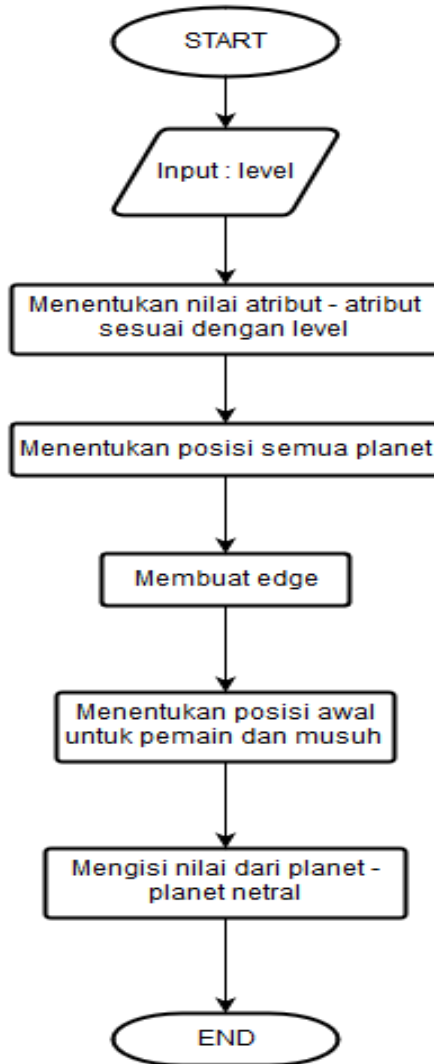 START
Input : level
Menentukan nilai atribut - atribut
sesuai dengan level
Menentukan posisi semua planet
Membuat edge
Menentukan posisi awal
untuk pemain dan musuh
Mengisi nilai dari planet -
planet netral
END